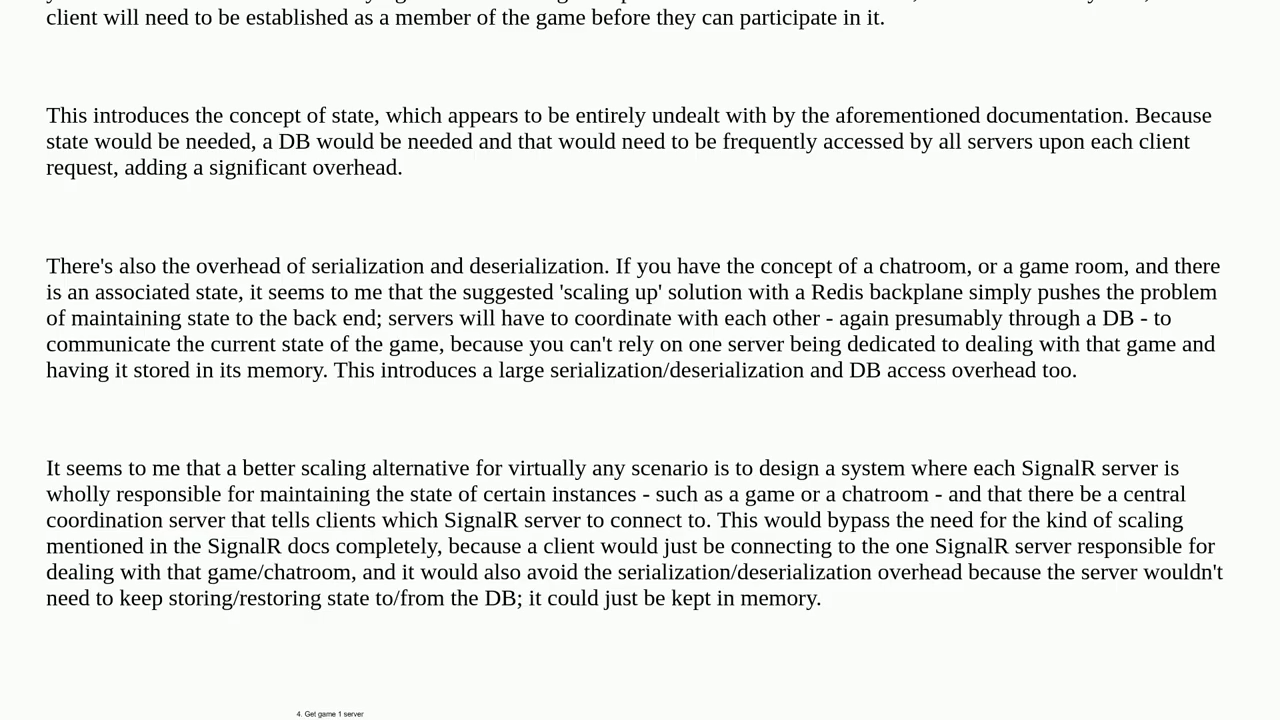 client will need to be established as a member of the game before they can participate in it.
This introduces the concept of state, which appears to be entirely undealt with by the aforementioned documentation. Because
state would be needed, a DB would be needed and that would need to be frequently accessed by all servers upon each client
request, adding a significant overhead.
There's also the overhead of serialization and deserialization. If you have the concept of a chatroom, or a game room, and there
is an associated state, it seems to me that the suggested 'scaling up' solution with a Redis backplane simply pushes the problem
of maintaining state to the back end; servers will have to coordinate with each other - again presumably through a DB - to
communicate the current state of the game, because you can't rely on one server being dedicated to dealing with that game and
having it stored in its memory. This introduces a large serialization/deserialization and DB access overhead too.
It seems to me that a better scaling alternative for virtually any scenario is to design a system where each SignalR server is
wholly responsible for maintaining the state of certain instances - such as a game or a chatroom - and that there be a central
coordination server that tells clients which SignalR server to connect to. This would bypass the need for the kind of scaling
mentioned in the SignalR docs completely, because a client would just be connecting to the one SignalR server responsible for
dealing with that game/chatroom, and it would also avoid the serialization/deserialization overhead because the server wouldn't
need to keep storing/restoring state to/from the DB; it could just be kept in memory.
4. Get game 1 server